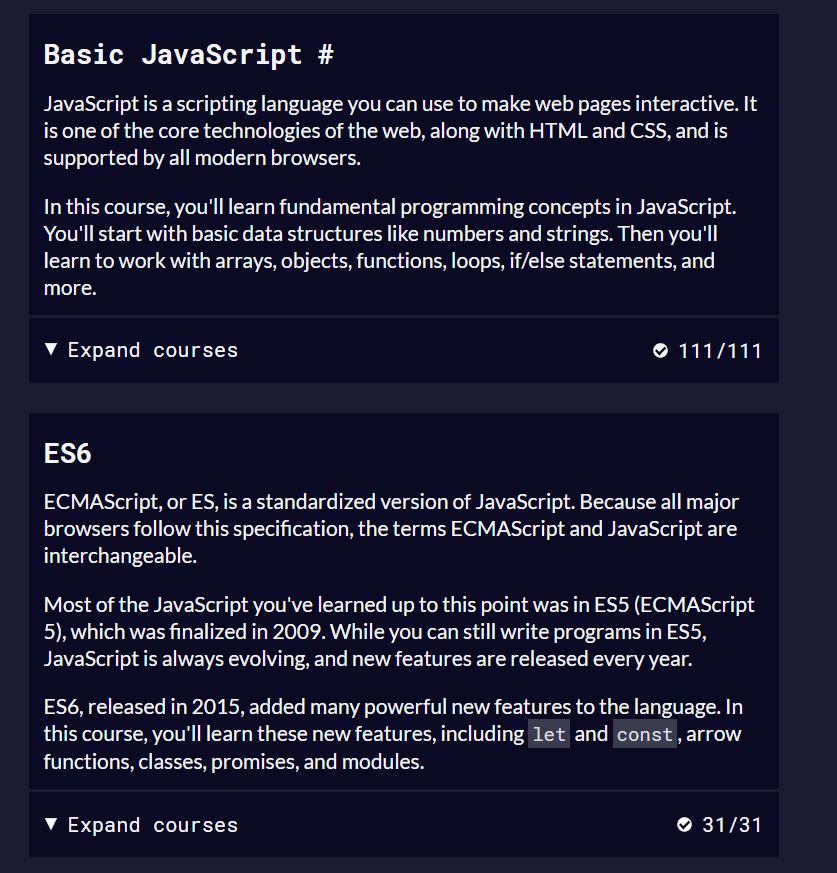 Basic JavaScript #
JavaScript is a scripting language you can use to make web pages interactive. It
is one of the core technologies of the web, along with HTML and CSS, and is
supported by all modern browsers.
In this course, you'll learn fundamental programming concepts in JavaScript.
You'll start with basic data structures like numbers and strings. Then you'll
learn to work with arrays, objects, functions, loops, if/else statements, and
more.
Expand courses 111/111
ES6
ECMAScript, or ES, is a standardized version of JavaScript. Because all major
browsers follow this specification, the terms ECMAScript and JavaScript are
interchangeable.
Most of the JavaScript you've learned up to this point was in ES5 (ECMAScript
5), which was finalized in 2009. While you can still write programs in ES5,
JavaScript is always evolving, and new features are released every year.
ES6, released in 2015, added many powerful new features to the language. In
this course, you'll learn these new features, including let and const, arrow
functions, classes, promises, and modules.
Expand courses 31/31